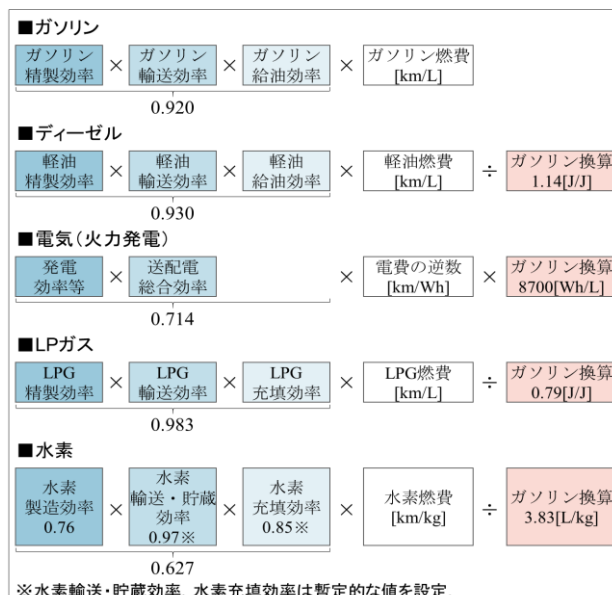 ■ガソリン
ガソリン ガソリン ガソリン ガソリン燃費
精製効率 × 輸送効率 × 給油効率 × [km/L]
0.920
■ディーゼル
軽油 軽油 軽油 軽油燃費 ガソリン換算
精製効率 × 輸送効率 × 給油効率 × [km/L] ÷ 1.14[J/J]
0.930
■電気(火力発電)
発電 送配電 電費の逆数 ガソリン換算
効率等 × 総合効率 × [km/Wh] × 8700[Wh/L]
0.714
■LPガス
LPG LPG LPG LPG燃費 ガソリン換算
精製効率 × 輸送効率 × 充填効率 × [km/L] ÷ 0.79[J/J]
0.983
■水素
水素 水素 水素 水素燃費 ガソリン換算
製造効率 × 輸送・貯蔵 × 充填効率 × [km/kg] ÷ 3.83[L/kg]
0.76 効率 0.85※
0.97※
0.627
※水素輸送・貯蔵効率、水素充填効率は暫定的な値を設定.